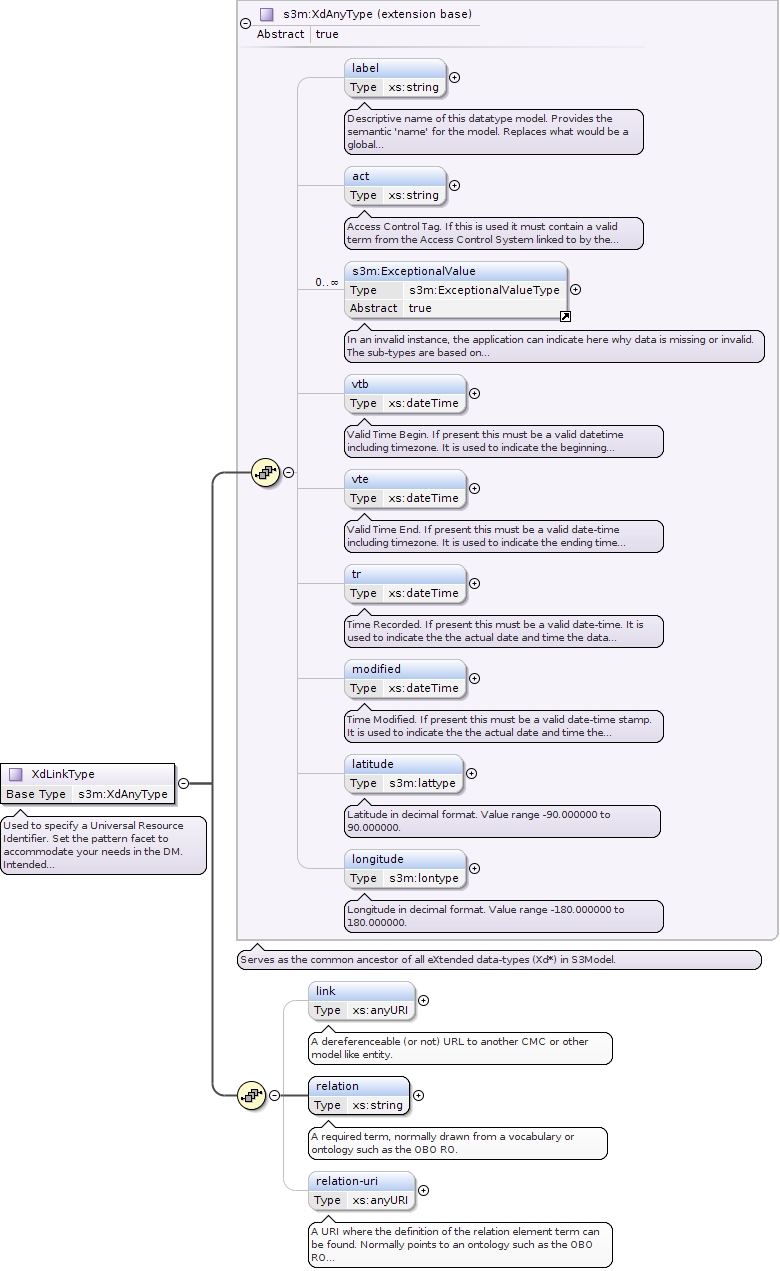 s3m:XdAnyType (extension base)
Abstract true
label
Type xs:string
Descriptive name of this datatype model. Provides the
semantic 'name' for the model. Replaces what would be a
global...
act
Type xs:string
Access Control Tag. If this is used it must contain a valid
term from the Access Control System linked to by the...
0..∞
s3m:ExceptionalValue
Type s3m:ExceptionalValueType
Abstract true
In an invalid instance, the application can indicate here why data is missing or invalid.
The sub-types are based on...
vtb
Type xs:dateTime
Valid Time Begin. If present this must be a valid datetime
including timezone. It is used to indicate the beginning...
vte
Type xs:dateTime
Valid Time End. If present this must be a valid date-time
including timezone. It is used to indicate the ending time...
tr
Type xs:dateTime
Time Recorded. If present this must be a valid date-time. It is
used to indicate the the actual date and time the data...
modified
Type xs:dateTime
Time Modified. If present this must be a valid date-time stamp.
It is used to indicate the the actual date and time the...
latitude
Type s3m:lattype
Latitude in decimal format. Value range -90.000000 to
90.000000.
longitude
Type s3m:lontype
Longitude in decimal format. Value range -180.000000 to
180.000000.
Serves as the common ancestor of all eXtended data-types (Xd*) in S3Model.
XdLinkType
Base Type s3m:XdAnyType
Used to specify a Universal Resource
Identifier. Set the pattern facet to
accommodate your needs in the DM.
Intended...
link
Type xs:anyURI
A dereferenceable (or not) URL to another CMC or other
model like entity.
relation
Type xs:string
A required term, normally drawn from a vocabulary or
ontology such as the OBO RO.
relation-uri
Type xs:anyURI
A URI where the definition of the relation element term can
be found. Normally points to an ontology such as the OBO
RO...